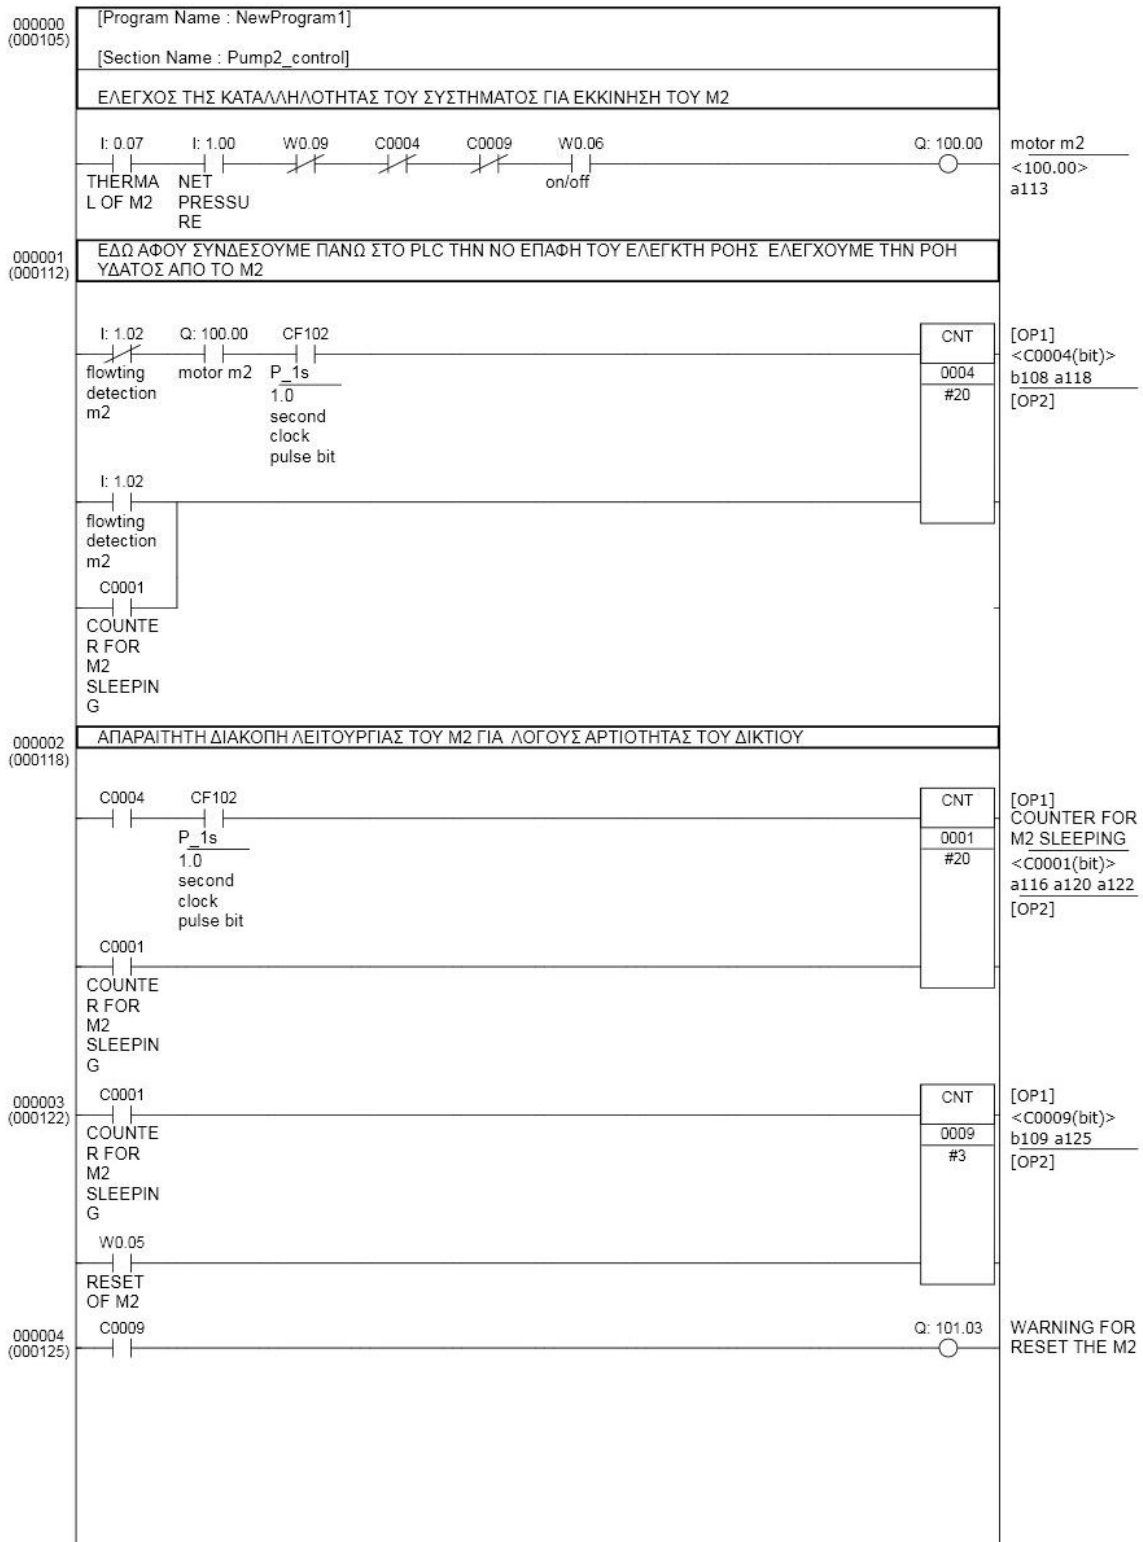 000000
(000105)
[Program Name : NewProgram1]
[Section Name : Pump2_control]
ΕΛΕΓΧΟΣ ΤΗΣ ΚΑΤΑΛΛΗΛΟΤΗΤΑΣ ΤΟΥ ΣΥΣΤΗΜΑΤΟΣ ΓΙΑ ΕΚΚΙΝΗΣΗ ΤΟΥ Μ2
I: 0.07 I: 1.00 W0.09 C0004 C0009 W0.06 Q: 100.00 motor m2
THERMA NET on/off <100.00>
L OF M2 PRESSU a113
RE
000001
(000112)
ΕΔΩ ΑΦΟΥ ΣΥΝΔΕΣΟΥΜΕ ΠΑΝΩ ΣΤΟ PLC ΤΗΝ ΝΟ ΕΠΑΦΗ ΤΟΥ ΕΛΕΓΚΤΗ ΡΟΗΣ ΕΛΕΓΧΟΥΜΕ ΤΗΝ ΡΟΗ
ΥΔΑΤΟΣ ΑΠΟ ΤΟ Μ2
I: 1.02 Q: 100.00 CF102 CNT [OP1]
<C0004(bit)>
flowting motor m2 P_1s 0004 b108 a118
detection 1.0 #20 [OP2]
m2 second
clock
pulse bit
I: 1.02
flowting
detection
m2
C0001
COUNTE
R FOR
M2
SLEEPIN
G
000002
(000118)
ΑΠΑΡΑΙΤΗΤΗ ΔΙΑΚΟΠΗ ΛΕΙΤΟΥΡΓΙΑΣ ΤΟΥ Μ2 ΓΙΑ ΛΟΓΟΥΣ ΑΡΤΙΟΤΗΤΑΣ ΤΟΥ ΔΙΚΤΙΟΥ
C0004 CF102 CNT [OP1]
COUNTER FOR
P_1s 0001 M2 SLEEPING
1.0 #20 <C0001(bit)>
second a116 a120 a122
clock [OP2]
pulse bit
C0001
COUNTE
R FOR
M2
SLEEPIN
G
000003
(000122)
C0001 CNT [OP1]
<C0009(bit)>
COUNTE 0009 b109 a125
R FOR #3 [OP2]
M2
SLEEPIN
G
W0.05
RESET
OF M2
000004
(000125)
C0009 Q: 101.03 WARNING FOR
RESET THE M2